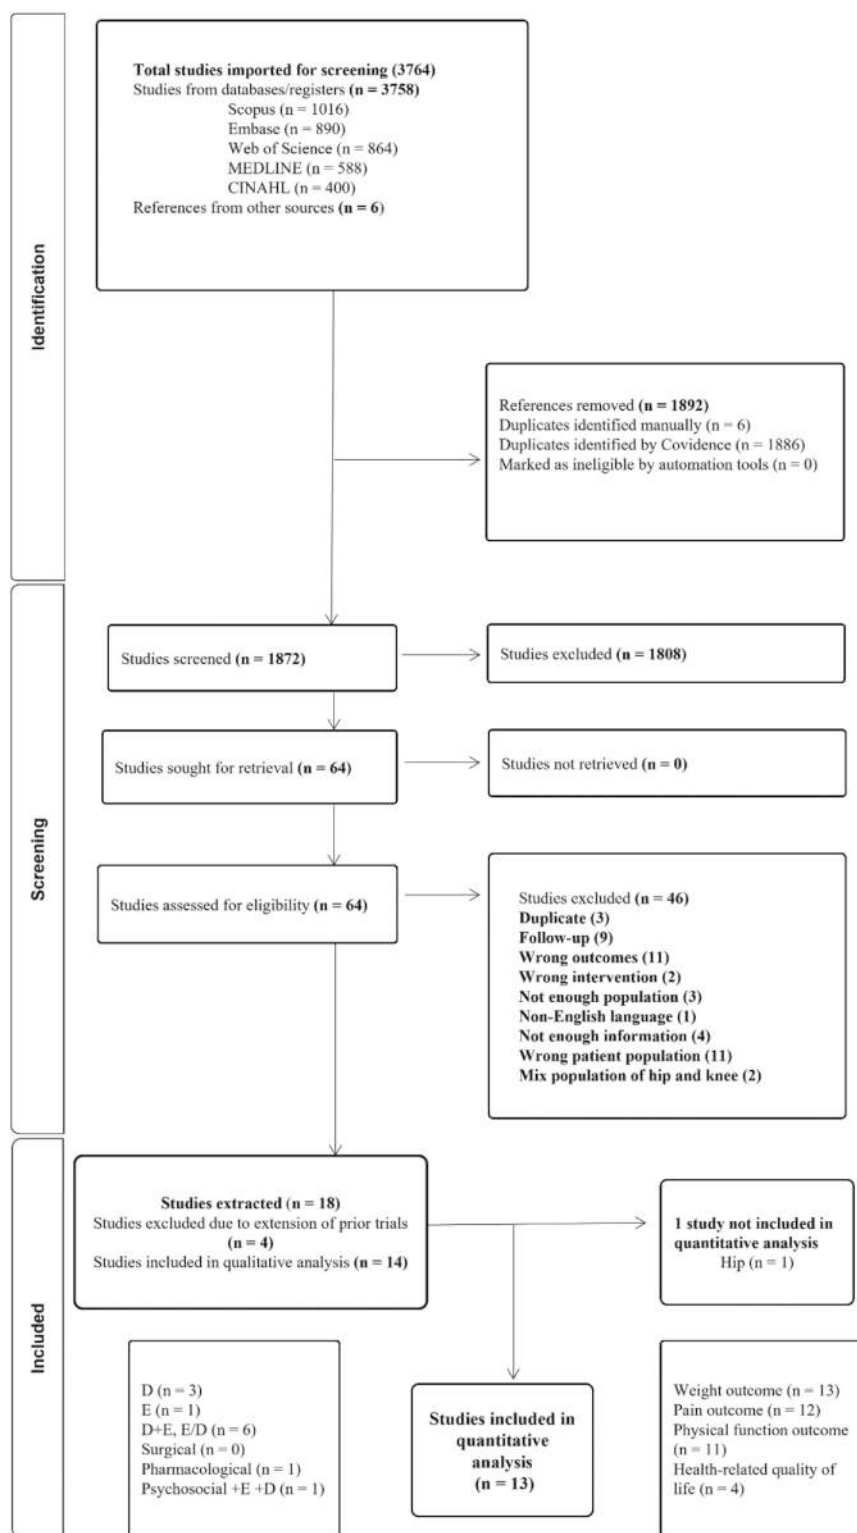 Identification
Total studies imported for screening (3764)
Studies from databases/registers (n = 3758)
Scopus (n = 1016)
Embase (n = 890)
Web of Science (n = 864)
MEDLINE (n = 588)
CINAHL (n = 400)
References from other sources (n = 6)
References removed (n = 1892)
Duplicates identified manually (n = 6)
Duplicates identified by Covidence (n = 1886)
Marked as ineligible by automation tools (n = 0)
Screening
Studies screened (n = 1872)
Studies excluded (n = 1808)
Studies sought for retrieval (n = 64)
Studies not retrieved (n = 0)
Studies assessed for eligibility (n = 64)
Studies excluded (n = 46)
Duplicate (3)
Follow-up (9)
Wrong outcomes (11)
Wrong intervention (2)
Not enough population (3)
Non-English language (1)
Not enough information (4)
Wrong patient population (11)
Mix population of hip and knee (2)
Included
Studies extracted (n = 18)
Studies excluded due to extension of prior trials
(n = 4)
Studies included in qualitative analysis (n = 14)
1 study not included in
quantitative analysis
Hip (n = 1)
D (n = 3)
E (n = 1)
D+E, E/D (n = 6)
Surgical (n = 0)
Pharmacological (n = 1)
Psychosocial +E +D (n = 1)
Studies included in
quantitative
analysis
(n = 13)
Weight outcome (n = 13)
Pain outcome (n = 12)
Physical function outcome
(n = 11)
Health-related quality of
life (n = 4)